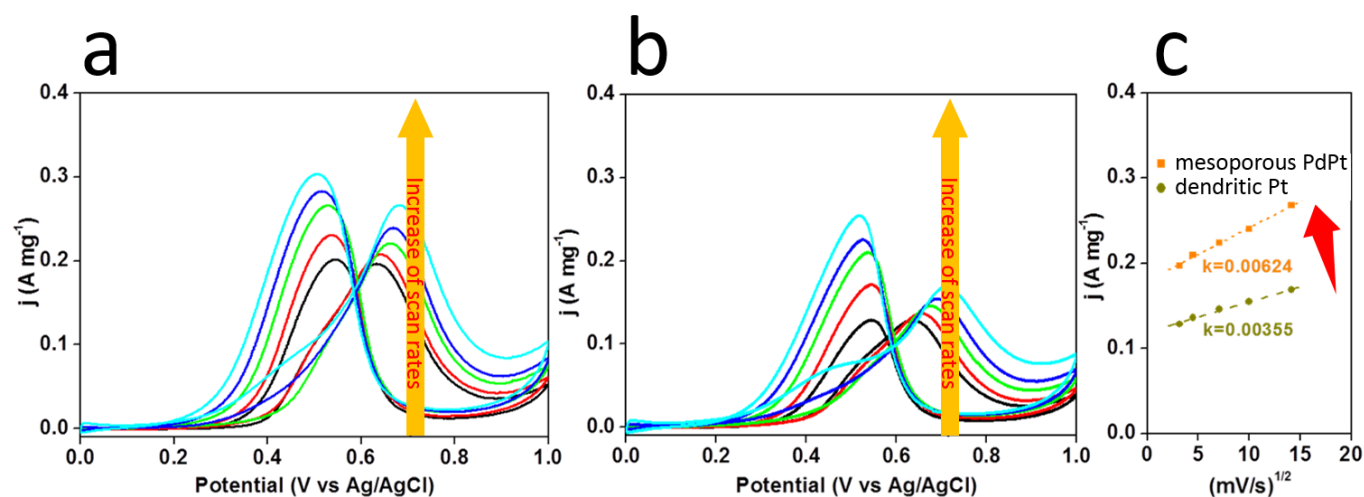 a
0.4
0.3
0.2
0.1
0.0
j (A mg-1)
0.0 0.2 0.4 0.6 0.8 1.0
Potential (V vs Ag/AgCl)
Increase of scan rates
b
0.4
0.3
0.2
0.1
0.0
j (A mg-1)
0.0 0.2 0.4 0.6 0.8 1.0
Potential (V vs Ag/AgCl)
Increase of scan rates
c
0.4
0.3
0.2
0.1
0.0
j (A mg-1)
mesoporous PdPt
dendritic Pt
k=0.00624
k=0.00355
0 5 10 15 20
(mV/s)1/2